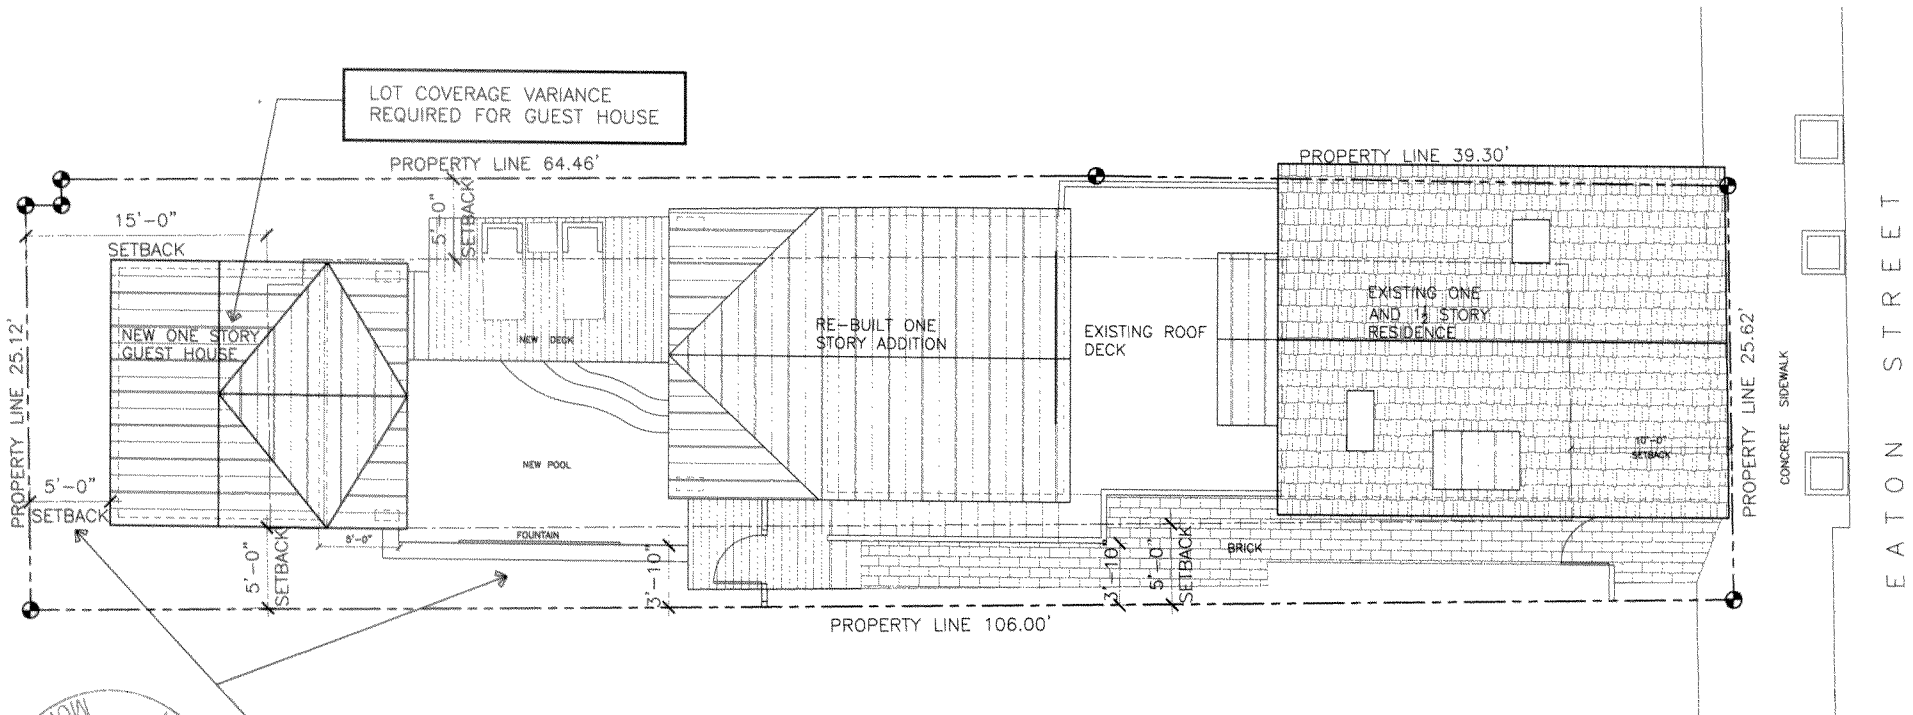 LOT COVERAGE VARIANCE
REQUIRED FOR GUEST HOUSE
PROPERTY LINE 64.46'
PROPERTY LINE 39.30'
15'-0"
SETBACK
5'-0"
SETBACK
NEW ONE STORY
GUEST HOUSE
NEW DECK
RE-BUILT ONE
STORY ADDITION
EXISTING ROOF
DECK
EXISTING ONE
AND 1½ STORY
RESIDENCE
10'-0"
SETBACK
PROPERTY LINE 25.12'
PROPERTY LINE 25.62'
CONCRETE SIDEWALK
EATON STREET
NEW POOL
5'-0"
SETBACK
5'-0"
SETBACK
5'-0"
FOUNTAIN
3'-10"
3'-10"
5'-0"
SETBACK
BRICK
PROPERTY LINE 106.00'